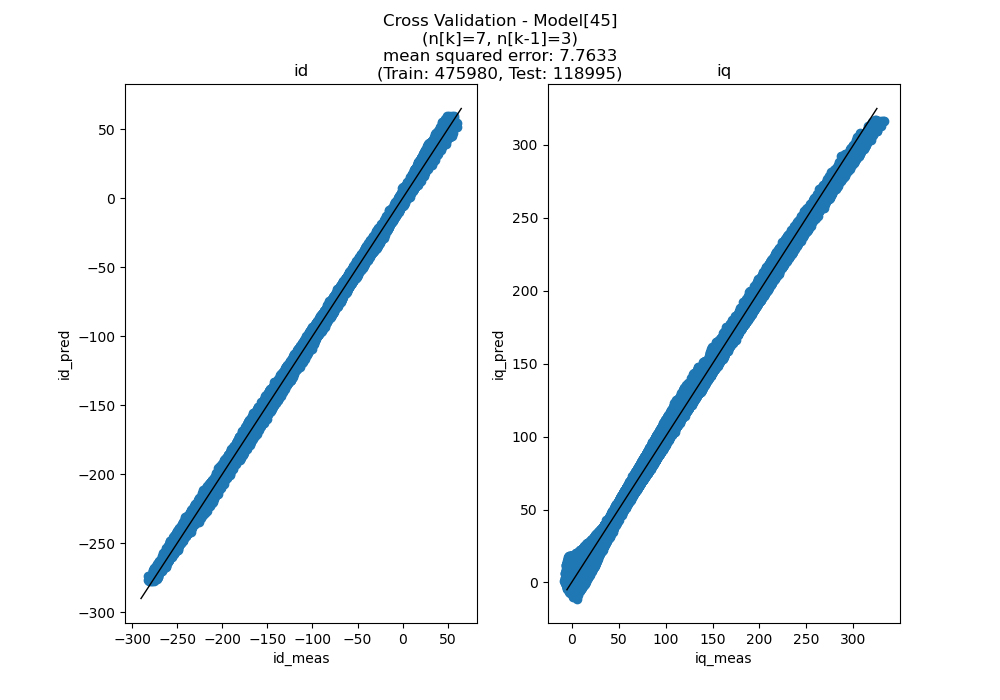 Cross Validation - Model[45]
(n[k]=7, n[k-1]=3)
mean squared error: 7.7633
(Train: 475980, Test: 118995)
id
id_pred
50
0
−50
−100
−150
−200
−250
−300
−300 −250 −200 −150 −100 −50 0 50
id_meas
iq
iq_pred
300
250
200
150
100
50
0
0 50 100 150 200 250 300
iq_meas